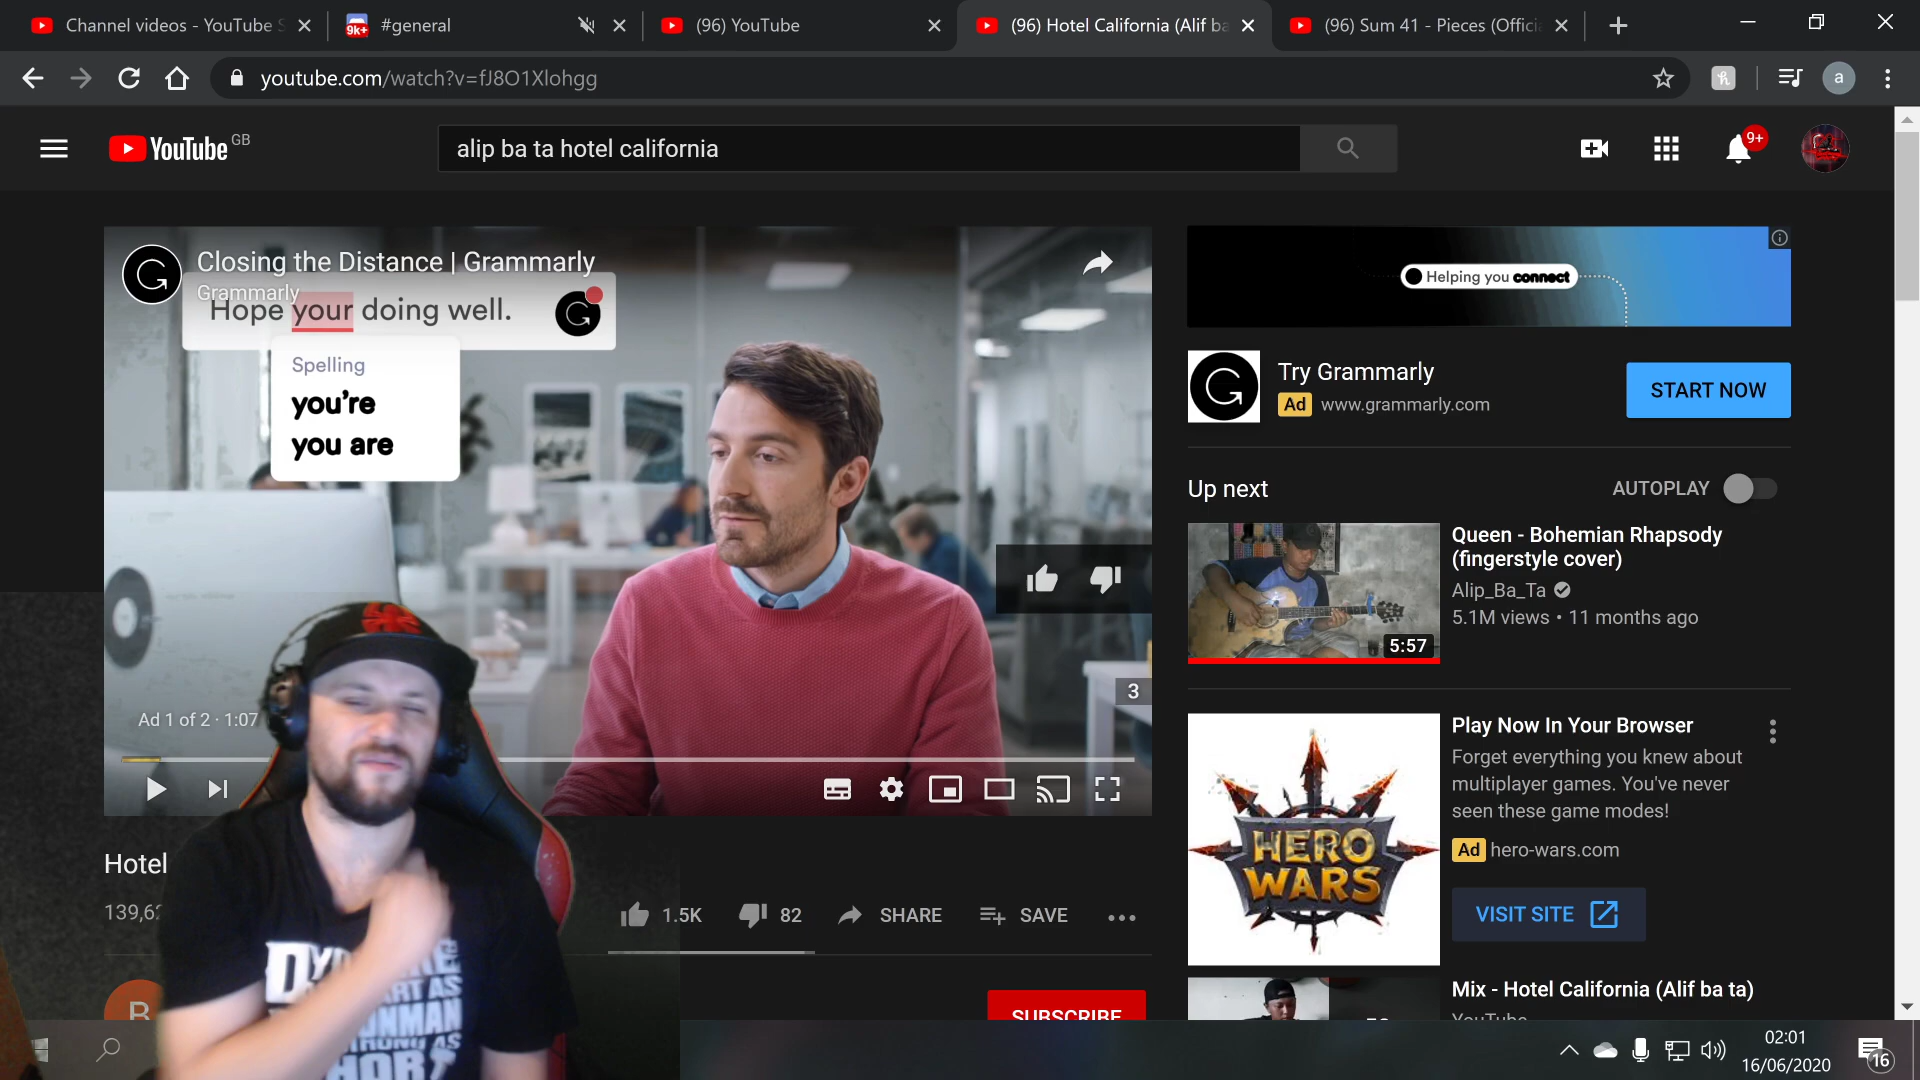 Channel videos - YouTube
#general
9k+
(96) YouTube
(96) Hotel California (Alif ba
(96) Sum 41 - Pieces (Offici
youtube.com/watch?v=fJ8O1Xlohgg
a
YouTube GB
alip ba ta hotel california
9+
Closing the Distance | Grammarly
Grammarly
Hope your doing well.
Spelling
you're
you are
3
Ad 1 of 2 · 1:07
Hotel
139,62
1.5K
82
SHARE
SAVE
B
SUBSCRIBE
Helping you connect
Try Grammarly
Ad www.grammarly.com
START NOW
Up next
AUTOPLAY
5:57
Queen - Bohemian Rhapsody
(fingerstyle cover)
Alip_Ba_Ta
5.1M views • 11 months ago
HERO
WARS
Play Now In Your Browser
Forget everything you knew about
multiplayer games. You've never
seen these game modes!
Ad hero-wars.com
VISIT SITE
Mix - Hotel California (Alif ba ta)
YouTube
02:01
16/06/2020
16